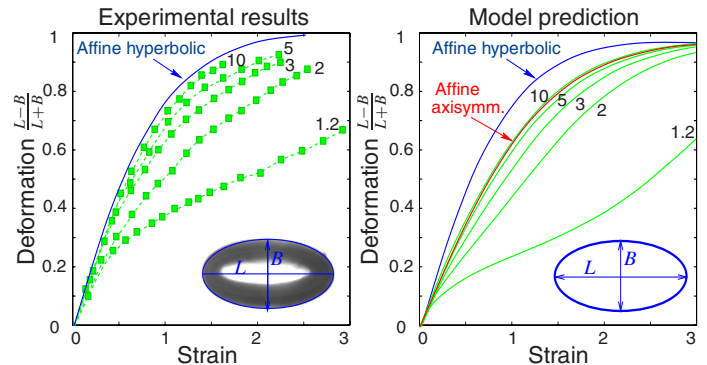 Experimental results
Model prediction
Deformation L−B/L+B
1
0.8
0.6
0.4
0.2
0
Affine hyperbolic
10
5
3
2
1.2
L
B
0
1
2
3
Strain
Deformation L−B/L+B
1
0.8
0.6
0.4
0.2
0
Affine hyperbolic
Affine
axisymm.
10
5
3
2
1.2
L
B
0
1
2
3
Strain